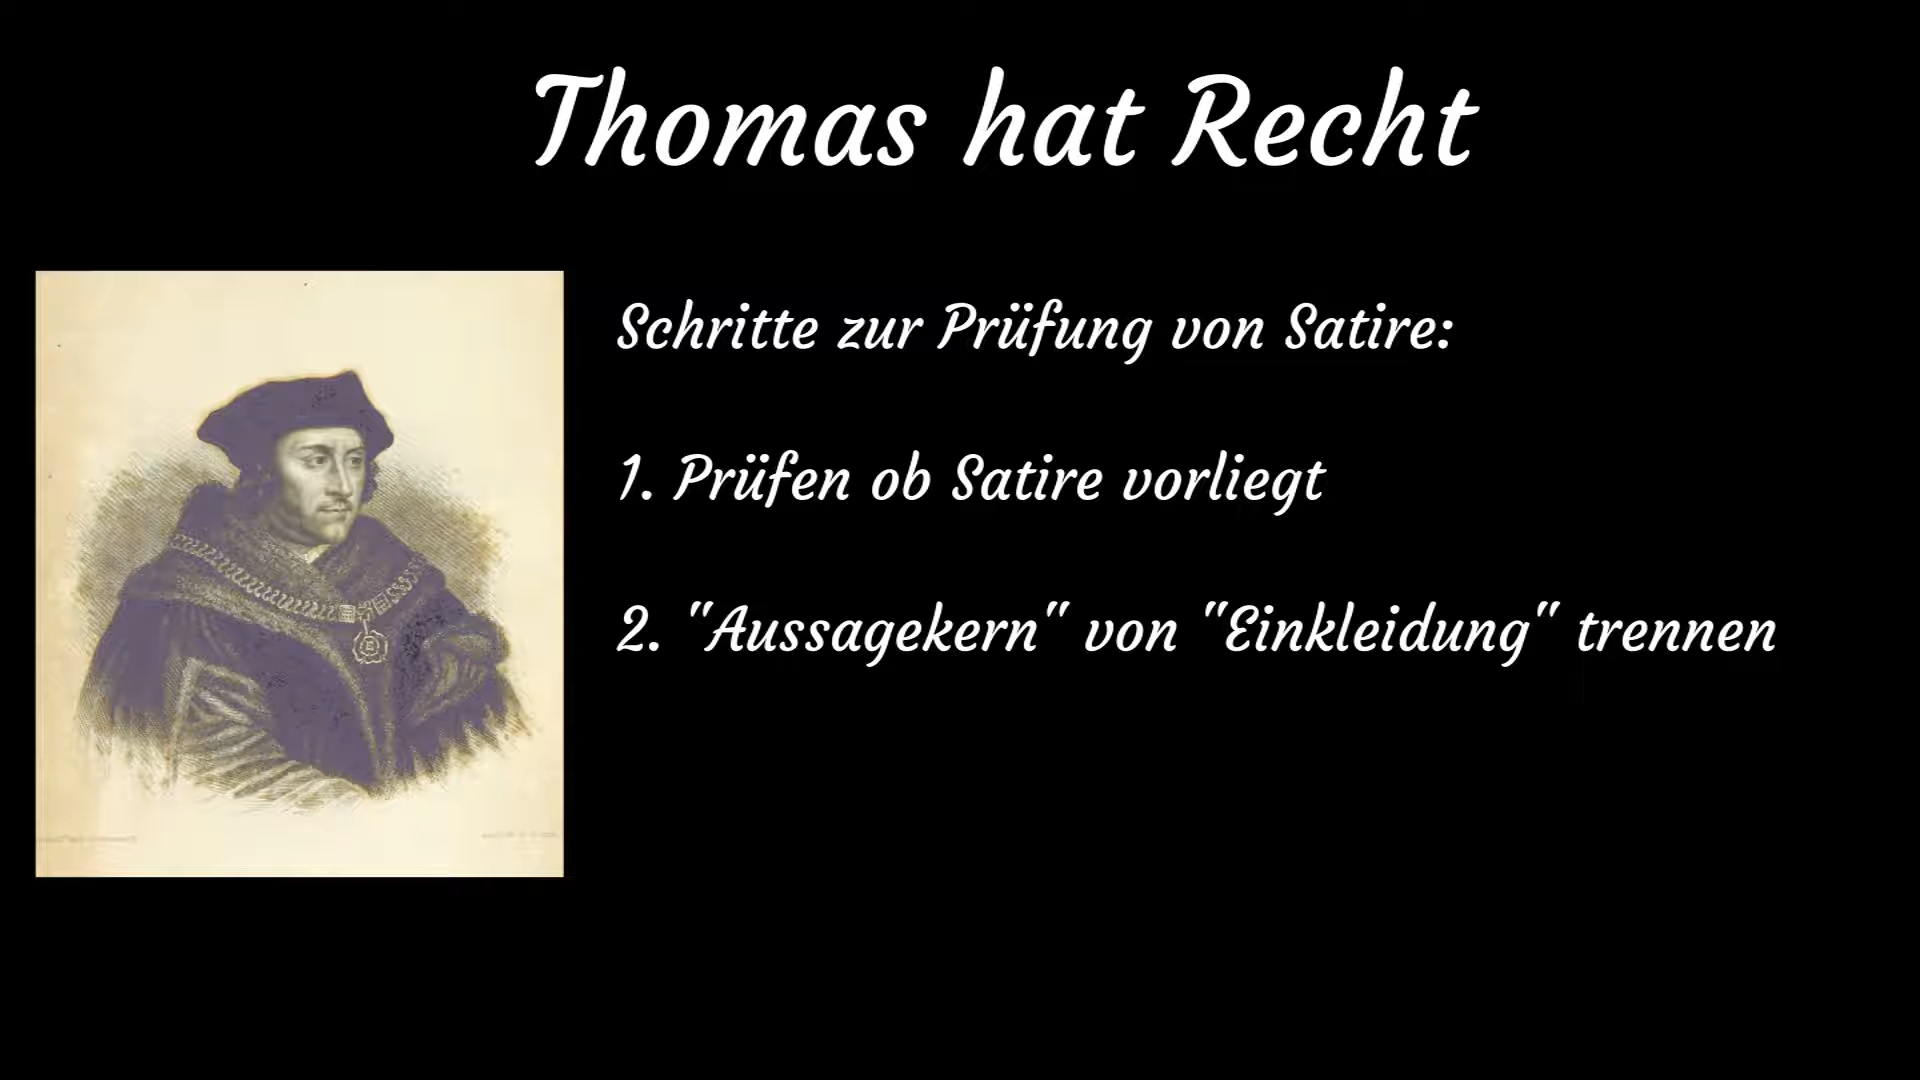 Thomas hat Recht
Schritte zur Prüfung von Satire:
1. Prüfen ob Satire vorliegt
2. "Aussagekern" von "Einkleidung" trennen